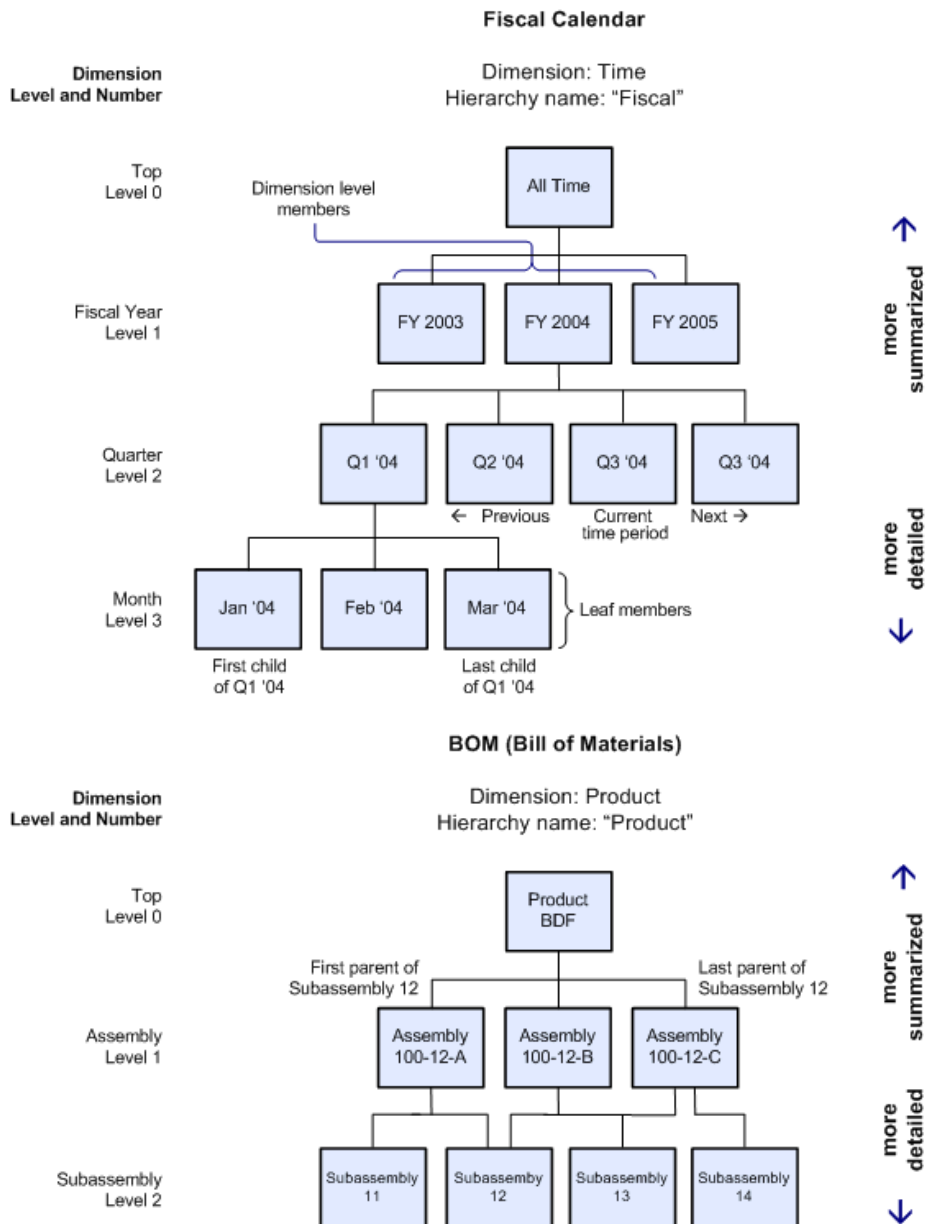 Fiscal Calendar
Dimension
Level and Number
Dimension: Time
Hierarchy name: “Fiscal”
Top
Level 0
Dimension level
members
All Time
Fiscal Year
Level 1
FY 2003
FY 2004
FY 2005
more
summarized
Quarter
Level 2
Q1 ‘04
Q2 ‘04
Q3 ‘04
Q3 ‘04
← Previous
Current
time period
Next →
more
detailed
Month
Level 3
Jan ‘04
Feb ‘04
Mar ‘04
Leaf members
First child
of Q1 ‘04
Last child
of Q1 ‘04
BOM (Bill of Materials)
Dimension
Level and Number
Dimension: Product
Hierarchy name: “Product”
Top
Level 0
Product
BDF
more
summarized
First parent of
Subassembly 12
Last parent of
Subassembly 12
Assembly
Level 1
Assembly
100-12-A
Assembly
100-12-B
Assembly
100-12-C
more
detailed
Subassembly
Level 2
Subassembly
11
Subassemby
12
Subassembly
13
Subassembly
14